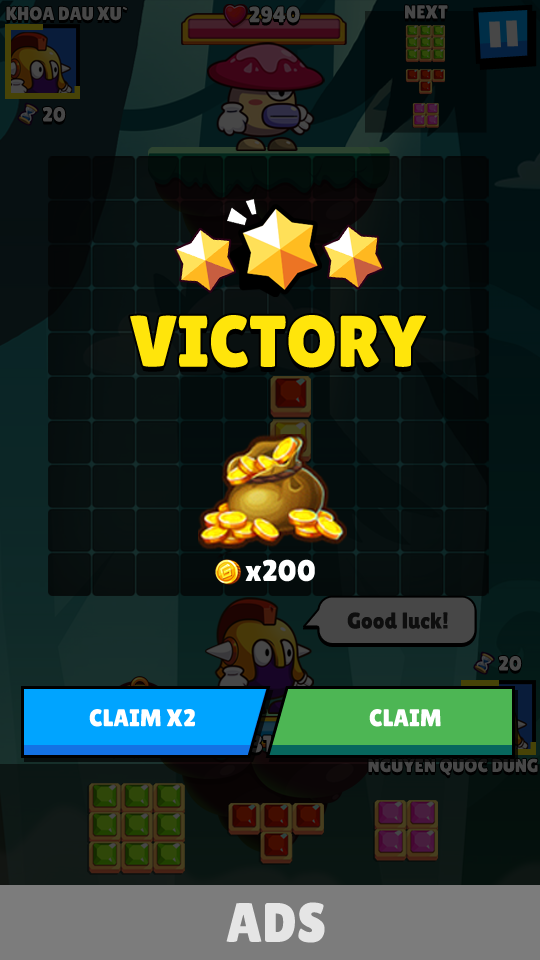 KHOA DAU XU`
2940
NEXT
20
VICTORY
x200
Good luck!
20
CLAIM X2
CLAIM
NGUYEN QUOC DUNG
ADS